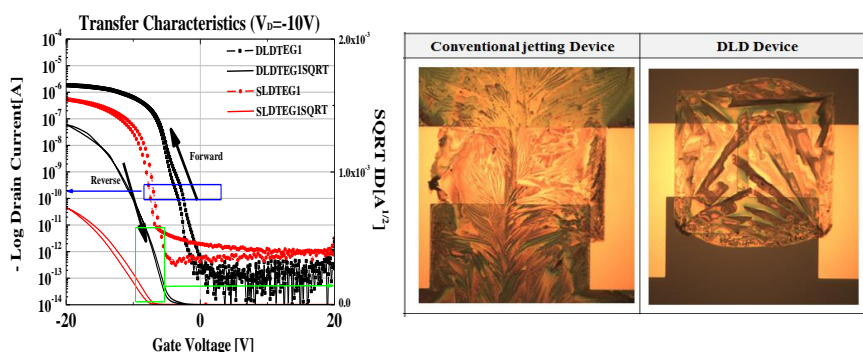 Transfer Characteristics (VD=-10V)
- Log Drain Current[A]
10-4
10-5
10-6
10-7
10-8
10-9
10-10
10-11
10-12
10-13
10-14
DLDTEG1
DLDTEG1SQRT
SLDTEG1
SLDTEG1SQRT
Forward
Reverse
2.0x10-3
1.0x10-3
0.0
SQRT ID[A1/2]
-20
0
20
Gate Voltage [V]
Conventional jetting Device
DLD Device